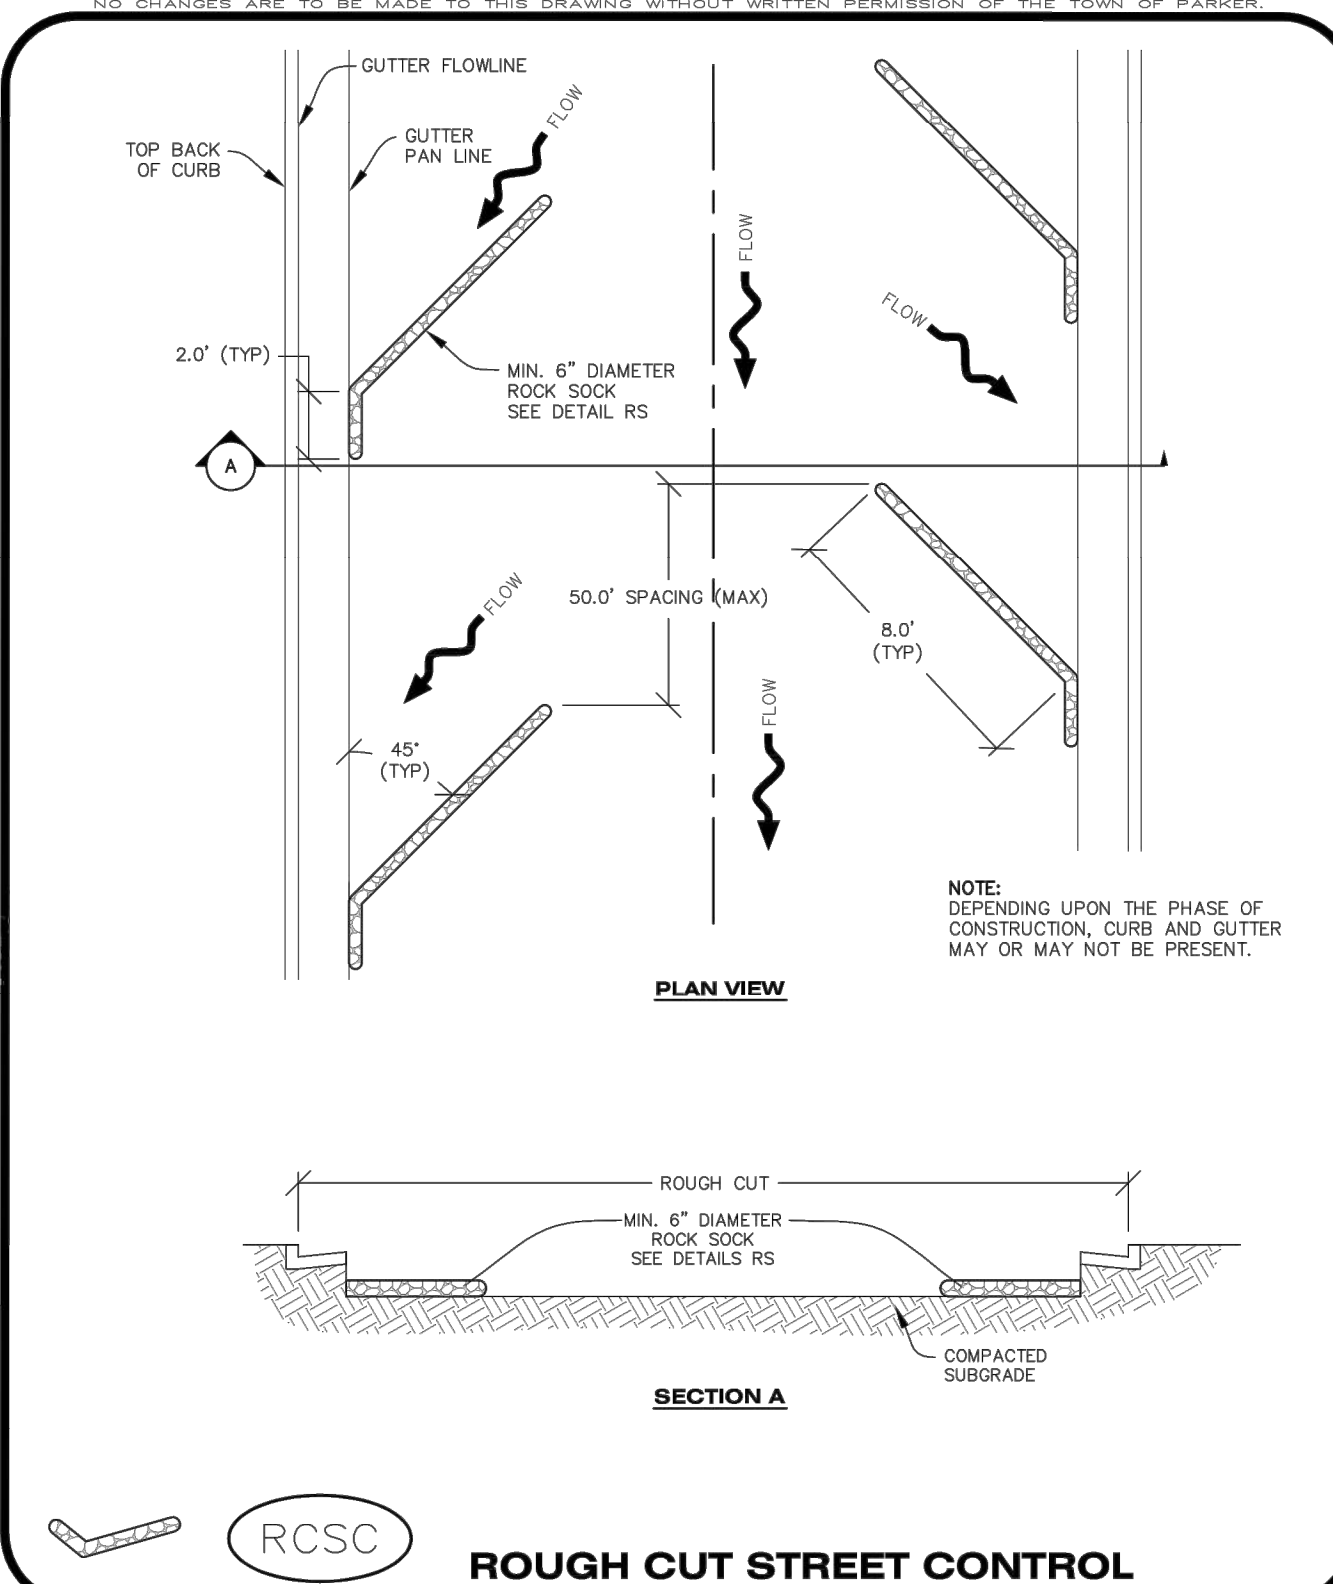 NO CHANGES ARE TO BE MADE TO THIS DRAWING WITHOUT WRITTEN PERMISSION OF THE TOWN OF PARKER.
GUTTER FLOWLINE
TOP BACK
OF CURB
GUTTER
PAN LINE
FLOW
FLOW
FLOW
2.0' (TYP)
MIN. 6" DIAMETER
ROCK SOCK
SEE DETAIL RS
A
50.0' SPACING (MAX)
FLOW
8.0'
(TYP)
FLOW
45°
(TYP)
NOTE:
DEPENDING UPON THE PHASE OF
CONSTRUCTION, CURB AND GUTTER
MAY OR MAY NOT BE PRESENT.
PLAN VIEW
ROUGH CUT
MIN. 6" DIAMETER
ROCK SOCK
SEE DETAILS RS
COMPACTED
SUBGRADE
SECTION A
RCSC
ROUGH CUT STREET CONTROL